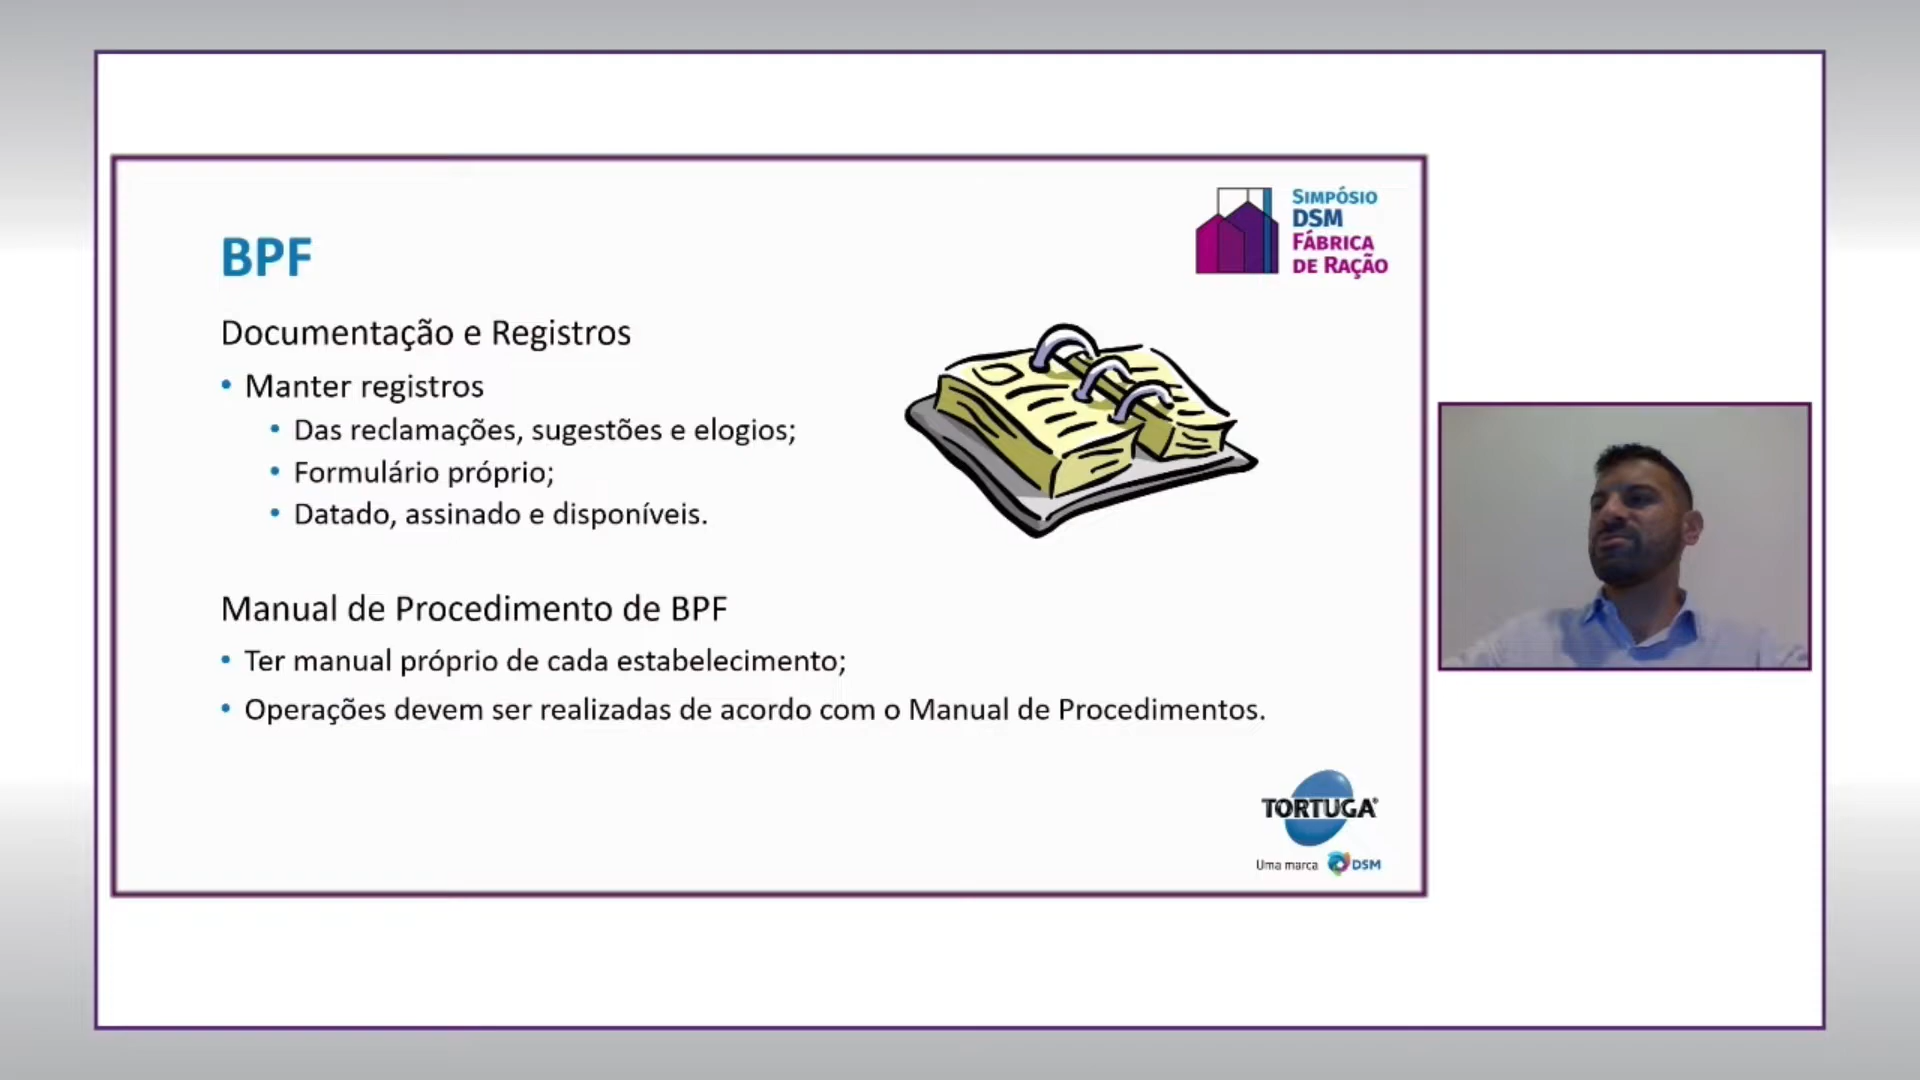 SIMPÓSIO
DSM
FÁBRICA
DE RAÇÃO
BPF
Documentação e Registros
• Manter registros
• Das reclamações, sugestões e elogios;
• Formulário próprio;
• Datado, assinado e disponíveis.
Manual de Procedimento de BPF
• Ter manual próprio de cada estabelecimento;
• Operações devem ser realizadas de acordo com o Manual de Procedimentos.
TORTUGA®
Uma marca DSM